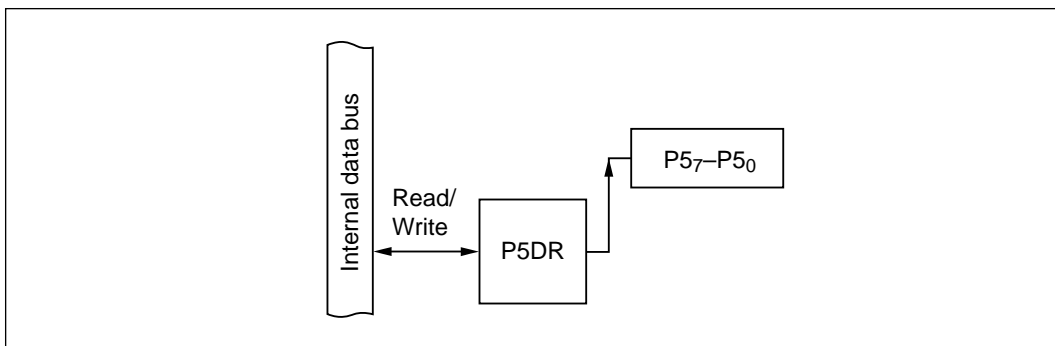 Internal data bus
Read/
Write
P5DR
P5₇–P5₀